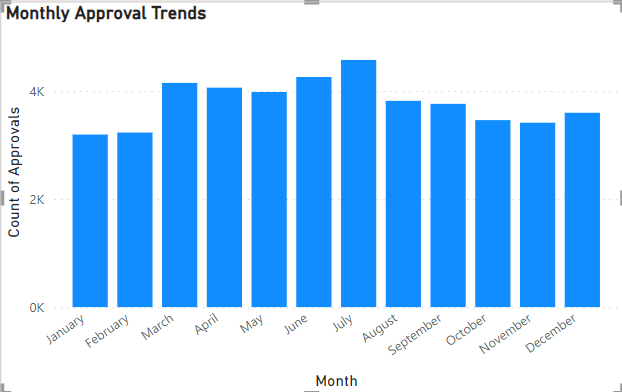 Monthly Approval Trends
Count of Approvals
4K
2K
0K
January
February
March
April
May
June
July
August
September
October
November
December
Month